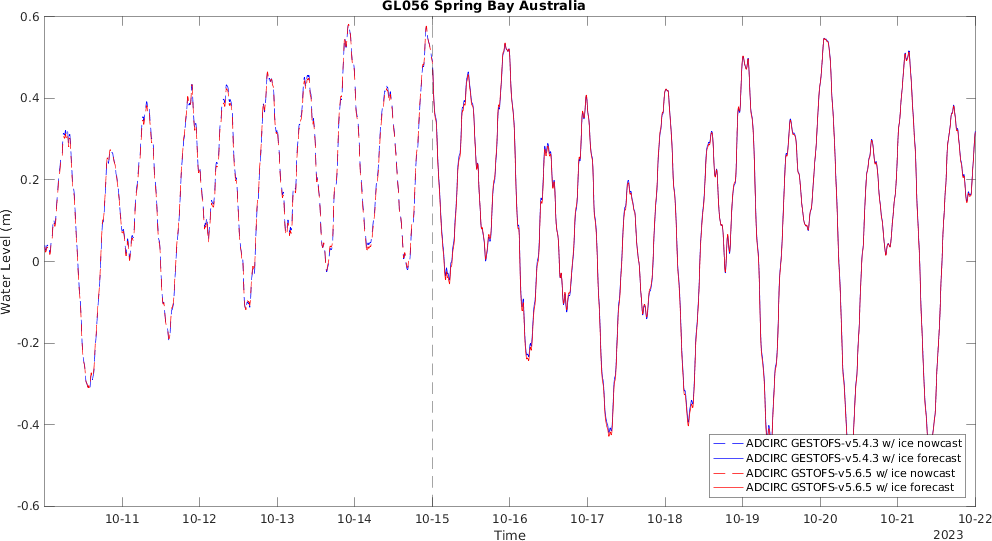 GL056 Spring Bay Australia
0.6
0.4
0.2
0
-0.2
-0.4
-0.6
Water Level (m)
10-11 10-12 10-13 10-14 10-15 10-16 10-17 10-18 10-19 10-20 10-21 10-22
2023
Time
ADCIRC GESTOFS-v5.4.3 w/ ice nowcast
ADCIRC GESTOFS-v5.4.3 w/ ice forecast
ADCIRC GSTOFS-v5.6.5 w/ ice nowcast
ADCIRC GSTOFS-v5.6.5 w/ ice forecast